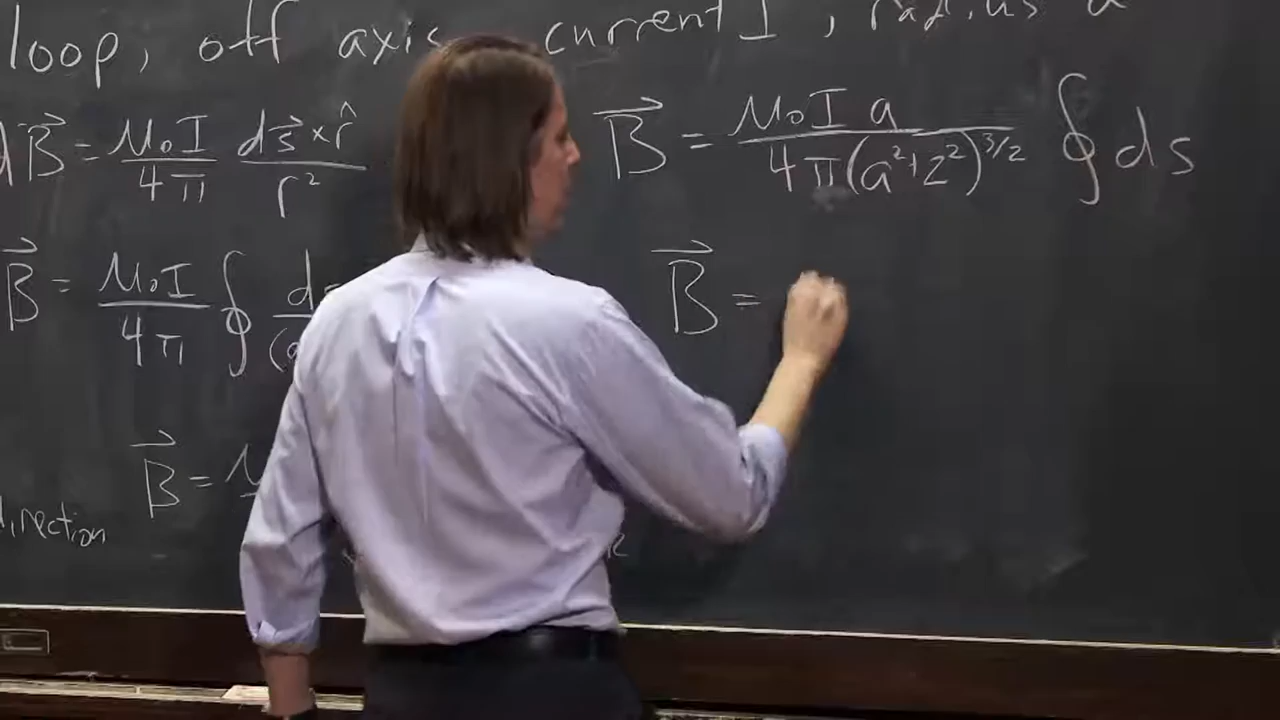 loop, off axis current I, radius a
dB⃗ = μ₀I/4π ds⃗ × r̂/r²
B⃗ = μ₀I/4π ∮
B⃗ =
direction
B⃗ = μ₀I a/4π(a²+z²)^3/2 ∮ ds
B⃗ =